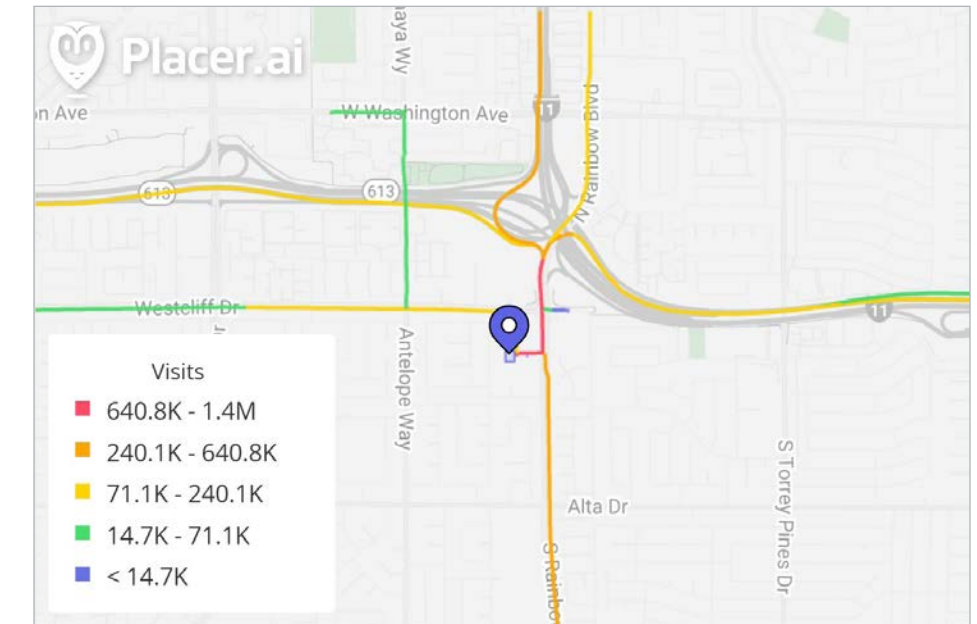 Placer.ai
aya Wy
n Ave
W Washington Ave
11
N Rainbow Blvd
613
613
Westcliff Dr
11
r
Antelope Way
Visits
640.8K - 1.4M
240.1K - 640.8K
71.1K - 240.1K
14.7K - 71.1K
< 14.7K
S Torrey Pines Dr
Alta Dr
S Rainbo